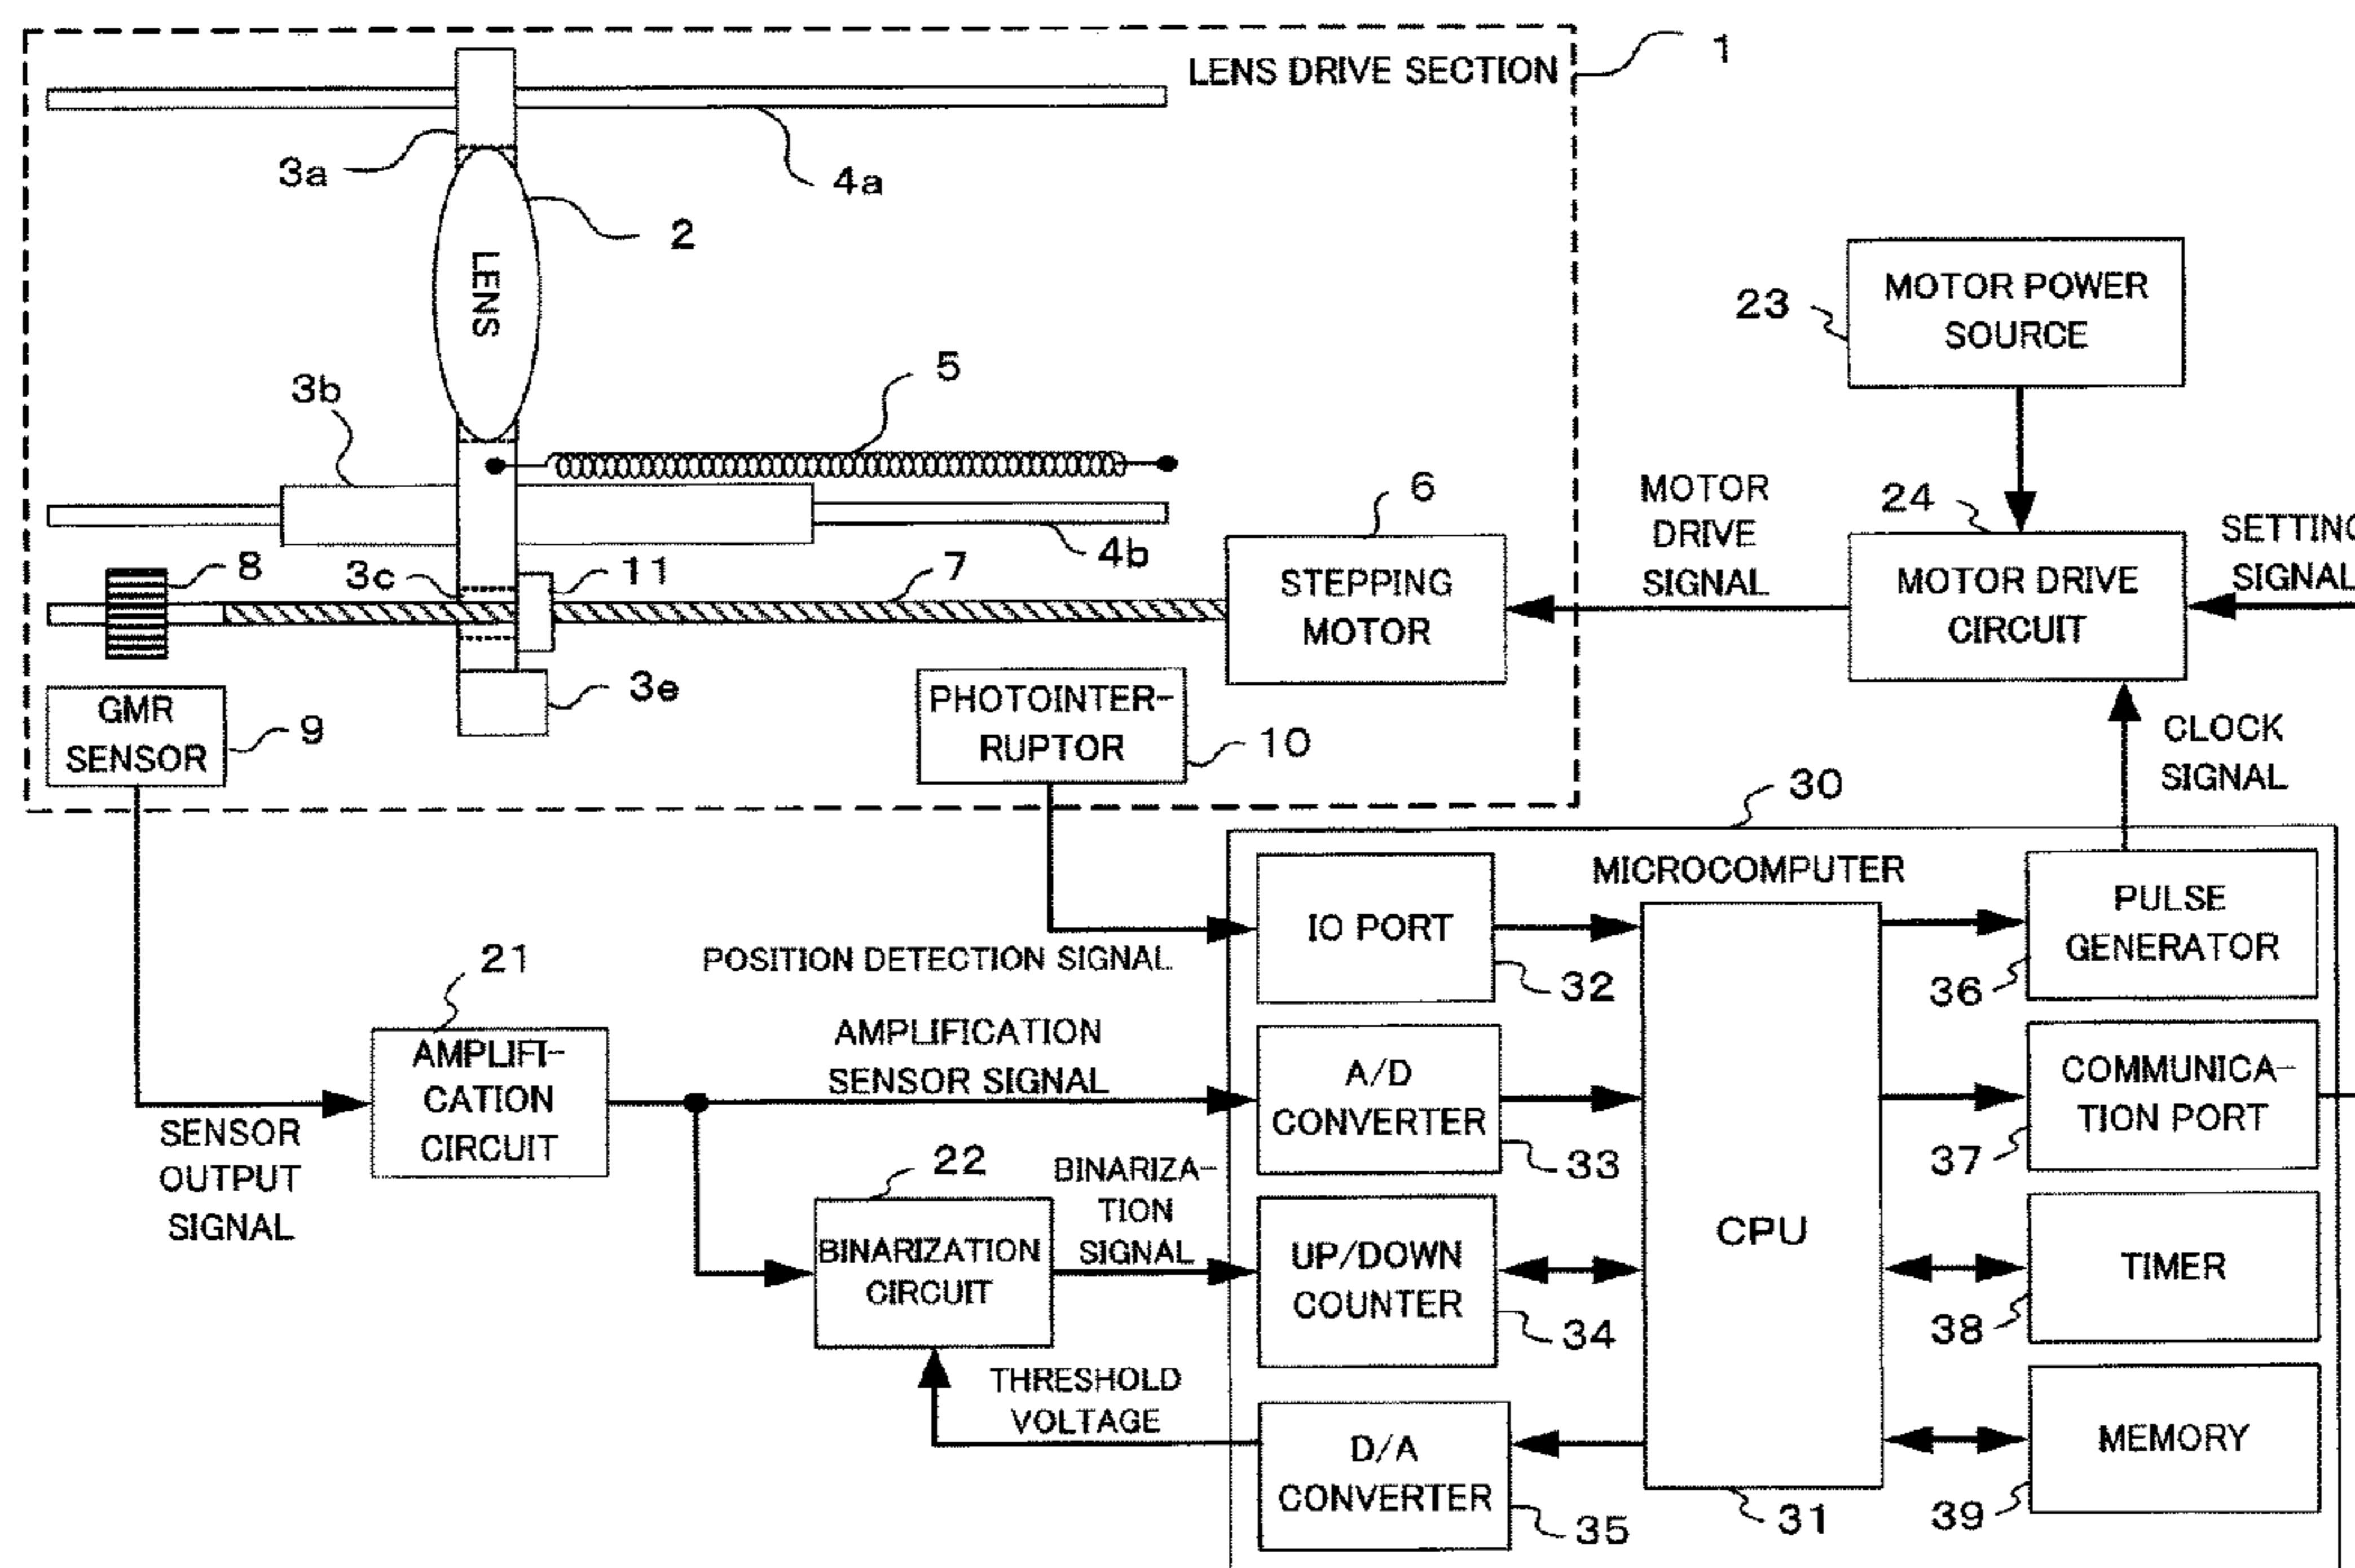 LENS DRIVE SECTION
1
3a
4a
2
LENS
MOTOR POWER
SOURCE
23
3b
5
6
MOTOR
DRIVE
SIGNAL
24
SETTING
SIGNAL
8
3c
11
7
4b
STEPPING
MOTOR
MOTOR DRIVE
CIRCUIT
3e
GMR
SENSOR
9
PHOTOINTER-
RUPTOR
10
CLOCK
SIGNAL
30
MICROCOMPUTER
IO PORT
32
PULSE
GENERATOR
36
POSITION DETECTION SIGNAL
21
AMPLIFI-
CATION
CIRCUIT
AMPLIFICATION
SENSOR SIGNAL
A/D
CONVERTER
33
COMMUNICA-
TION PORT
37
SENSOR
OUTPUT
SIGNAL
22
BINARIZA-
TION
SIGNAL
BINARIZATION
CIRCUIT
UP/DOWN
COUNTER
34
CPU
TIMER
38
THRESHOLD
VOLTAGE
D/A
CONVERTER
35
31
MEMORY
39